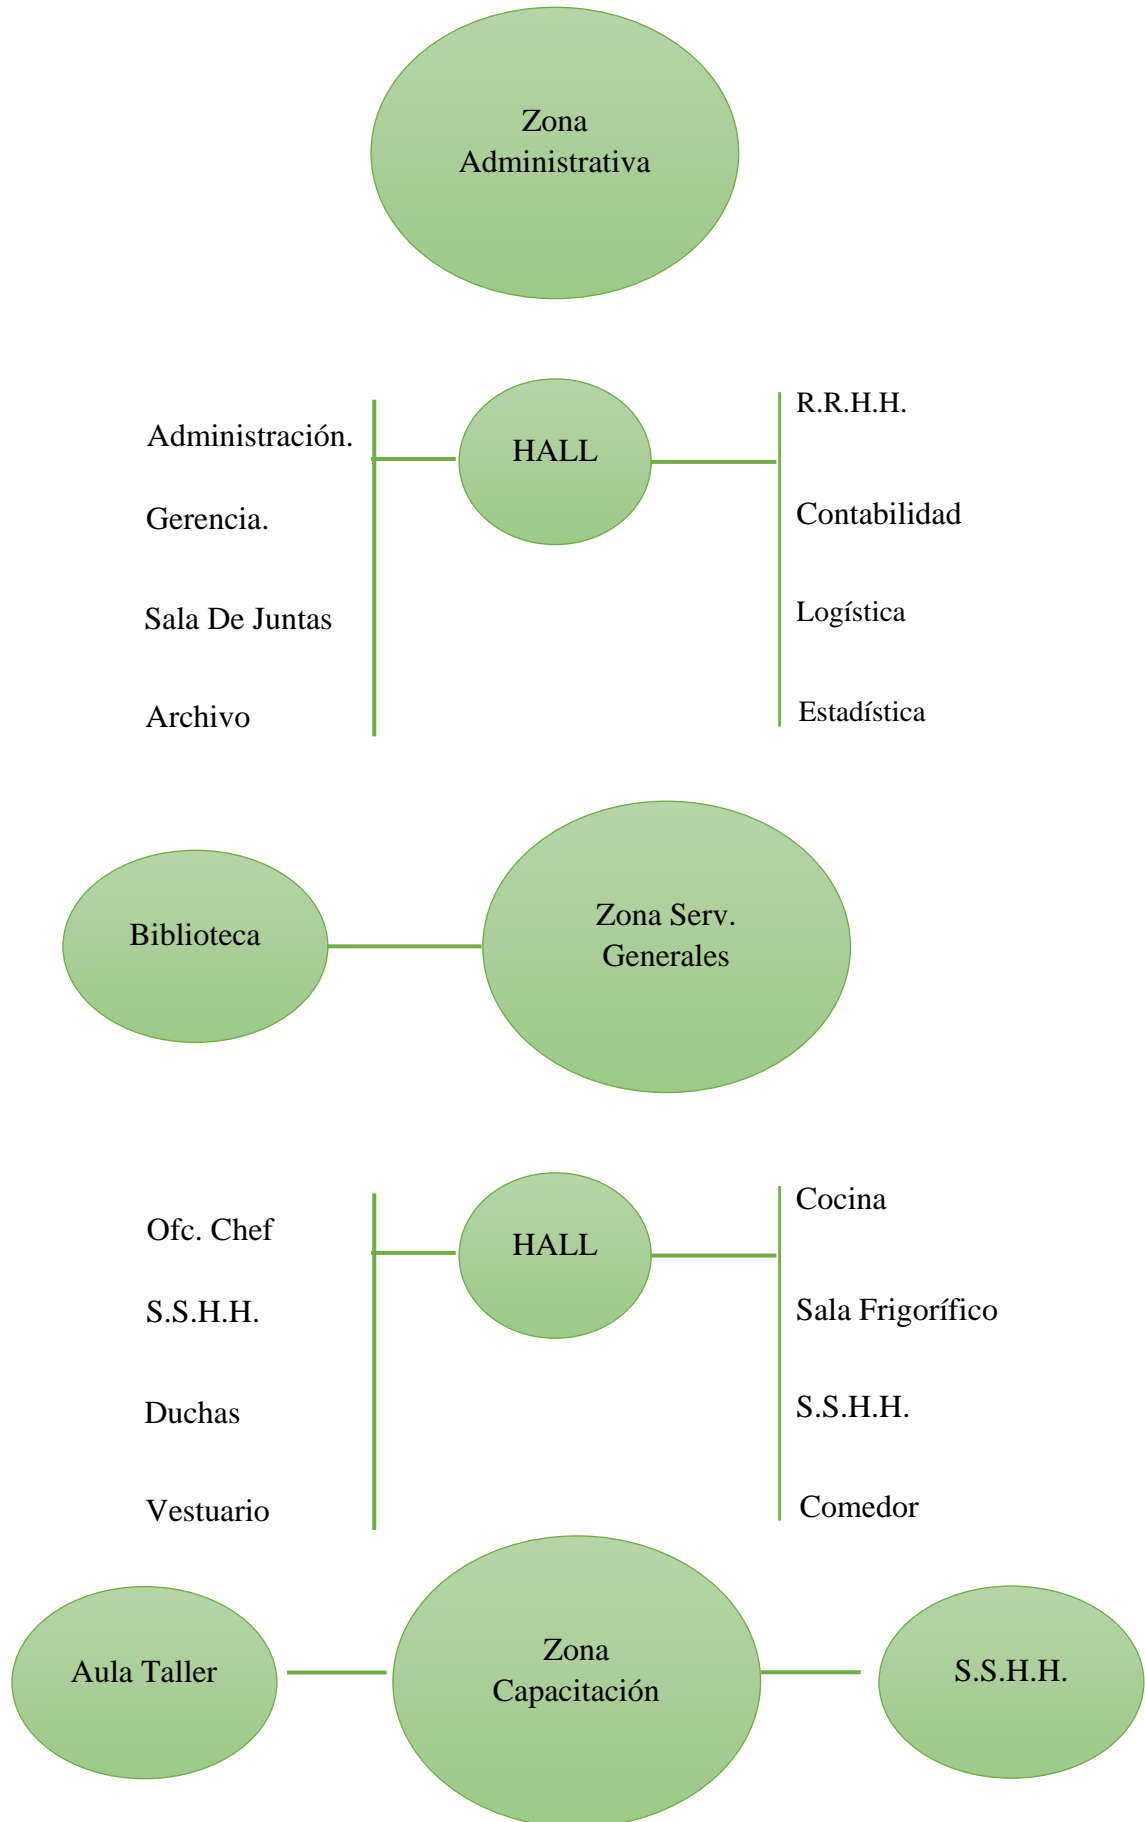 Zona
Administrativa
HALL
Administración.
Gerencia.
Sala De Juntas
Archivo
R.R.H.H.
Contabilidad
Logística
Estadística
Biblioteca
Zona Serv.
Generales
HALL
Ofc. Chef
S.S.H.H.
Duchas
Vestuario
Cocina
Sala Frigorífico
S.S.H.H.
Comedor
Aula Taller
Zona
Capacitación
S.S.H.H.